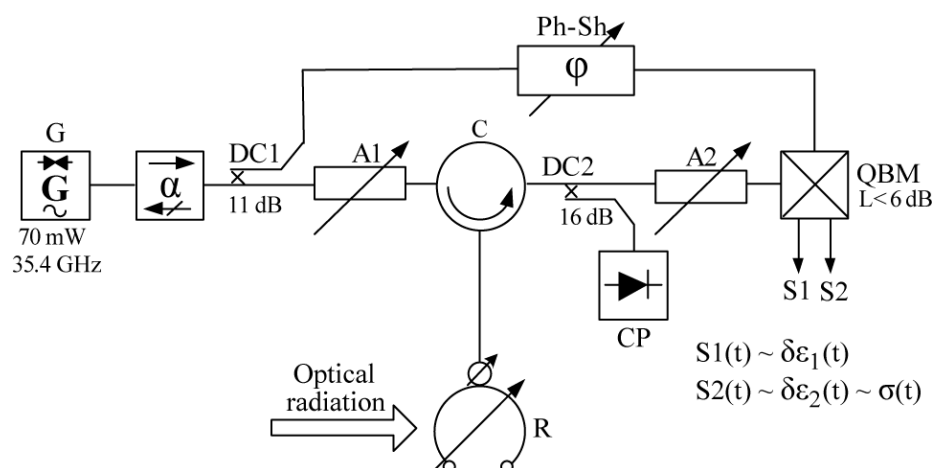 Ph-Sh
φ
G
G
70 mW
35.4 GHz
α
DC1
11 dB
A1
C
DC2
16 dB
A2
QBM
L< 6 dB
S1 S2
CP
S1(t) ~ δε₁(t)
S2(t) ~ δε₂(t) ~ σ(t)
Optical
radiation
R